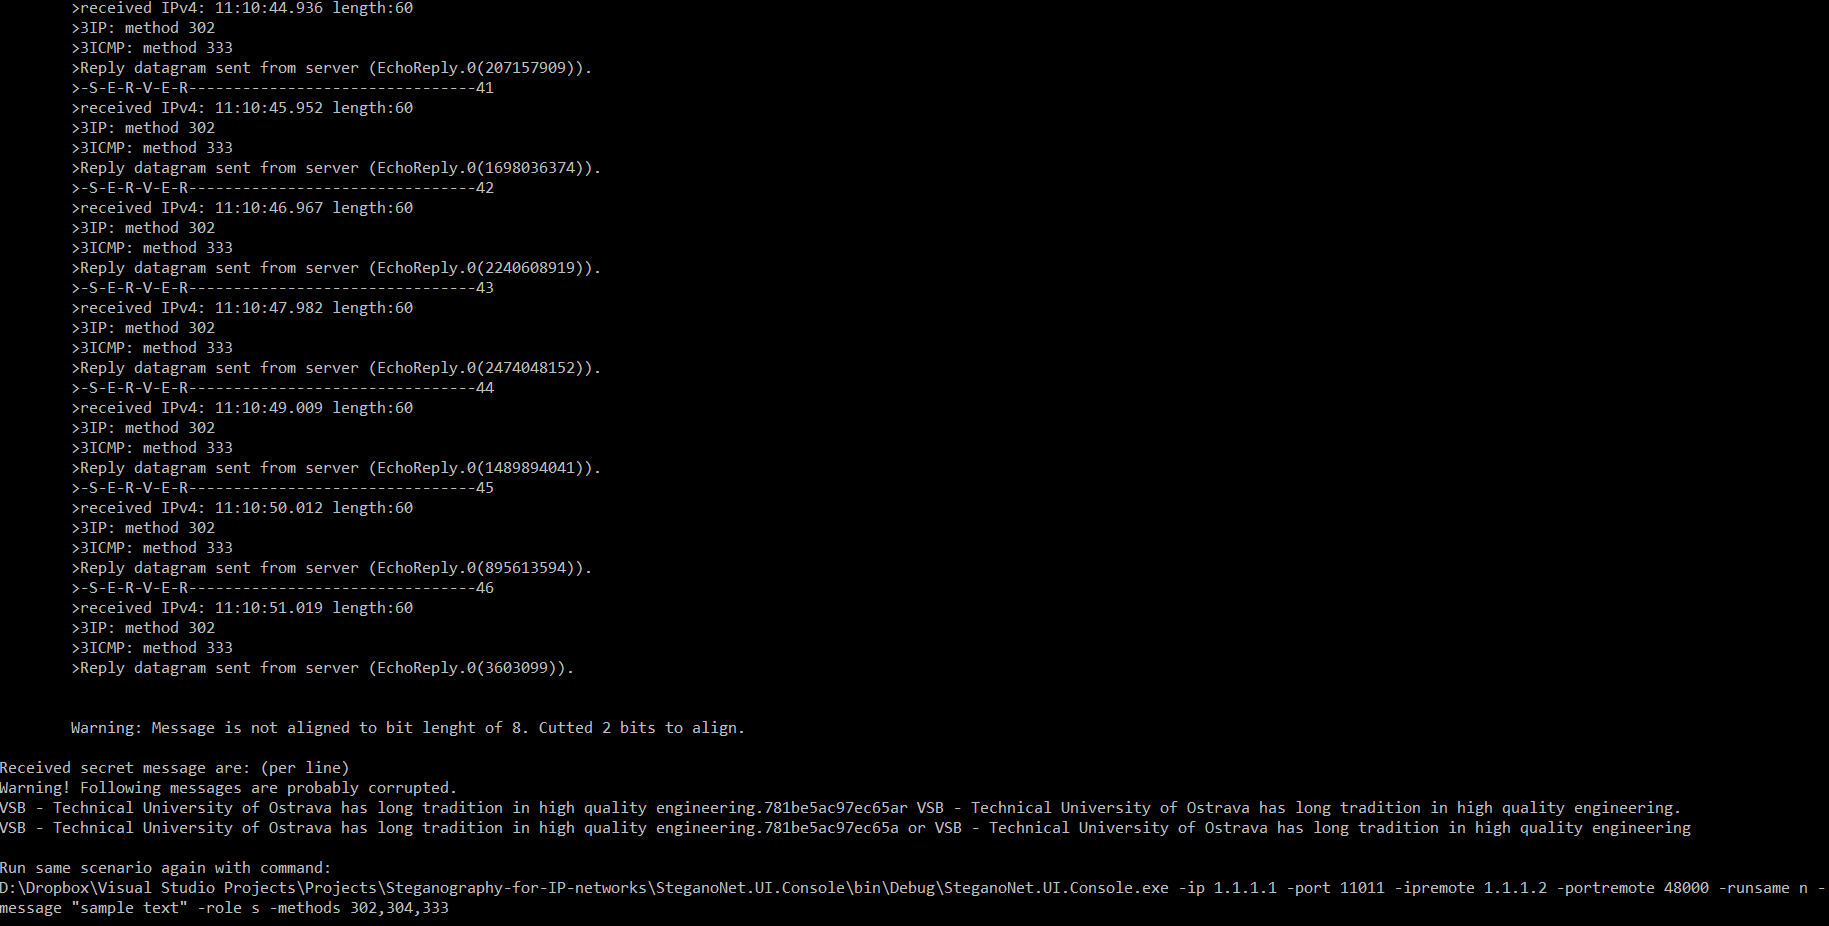 >received IPv4: 11:10:44.936 length:60
>3IP: method 302
>3ICMP: method 333
>Reply datagram sent from server (EchoReply.0(207157909)).
>-S-E-R-V-E-R--------------------------------41
>received IPv4: 11:10:45.952 length:60
>3IP: method 302
>3ICMP: method 333
>Reply datagram sent from server (EchoReply.0(1698036374)).
>-S-E-R-V-E-R--------------------------------42
>received IPv4: 11:10:46.967 length:60
>3IP: method 302
>3ICMP: method 333
>Reply datagram sent from server (EchoReply.0(2240608919)).
>-S-E-R-V-E-R--------------------------------43
>received IPv4: 11:10:47.982 length:60
>3IP: method 302
>3ICMP: method 333
>Reply datagram sent from server (EchoReply.0(2474048152)).
>-S-E-R-V-E-R--------------------------------44
>received IPv4: 11:10:49.009 length:60
>3IP: method 302
>3ICMP: method 333
>Reply datagram sent from server (EchoReply.0(1489894041)).
>-S-E-R-V-E-R--------------------------------45
>received IPv4: 11:10:50.012 length:60
>3IP: method 302
>3ICMP: method 333
>Reply datagram sent from server (EchoReply.0(895613594)).
>-S-E-R-V-E-R--------------------------------46
>received IPv4: 11:10:51.019 length:60
>3IP: method 302
>3ICMP: method 333
>Reply datagram sent from server (EchoReply.0(3603099)).
Warning: Message is not aligned to bit lenght of 8. Cutted 2 bits to align.
Received secret message are: (per line)
Warning! Following messages are probably corrupted.
VSB - Technical University of Ostrava has long tradition in high quality engineering.781be5ac97ec65ar VSB - Technical University of Ostrava has long tradition in high quality engineering.
VSB - Technical University of Ostrava has long tradition in high quality engineering.781be5ac97ec65a or VSB - Technical University of Ostrava has long tradition in high quality engineering
Run same scenario again with command:
D:\Dropbox\Visual Studio Projects\Projects\Steganography-for-IP-networks\SteganoNet.UI.Console\bin\Debug\SteganoNet.UI.Console.exe -ip 1.1.1.1 -port 11011 -ipremote 1.1.1.2 -portremote 48000 -runsame n -
message "sample text" -role s -methods 302,304,333